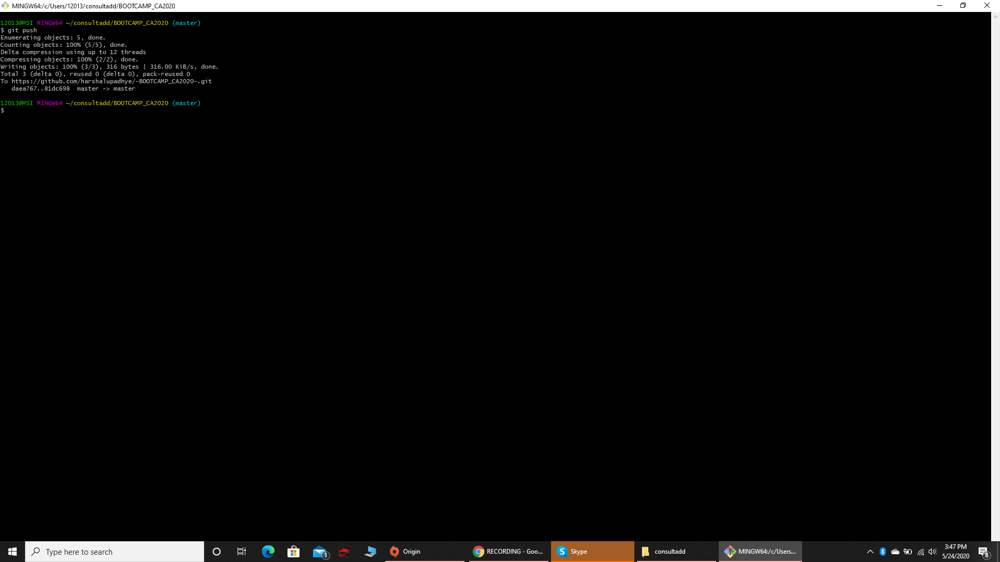 MINGW64:/c/Users/12013/consultadd/BOOTCAMP_CA2020
12013@MSI MINGW64 ~/consultadd/BOOTCAMP_CA2020 (master)
$ git push
Enumerating objects: 5, done.
Counting objects: 100% (5/5), done.
Delta compression using up to 12 threads
Compressing objects: 100% (2/2), done.
Writing objects: 100% (3/3), 316 bytes | 316.00 KiB/s, done.
Total 3 (delta 0), reused 0 (delta 0), pack-reused 0
To https://github.com/harshalupadhye/-BOOTCAMP_CA2020-.git
   daea767..81dc698  master -> master
12013@MSI MINGW64 ~/consultadd/BOOTCAMP_CA2020 (master)
$
Type here to search
1
Origin
RECORDING - Goo...
Skype
consultadd
MINGW64:/c/Users...
3:47 PM
5/24/2020
8